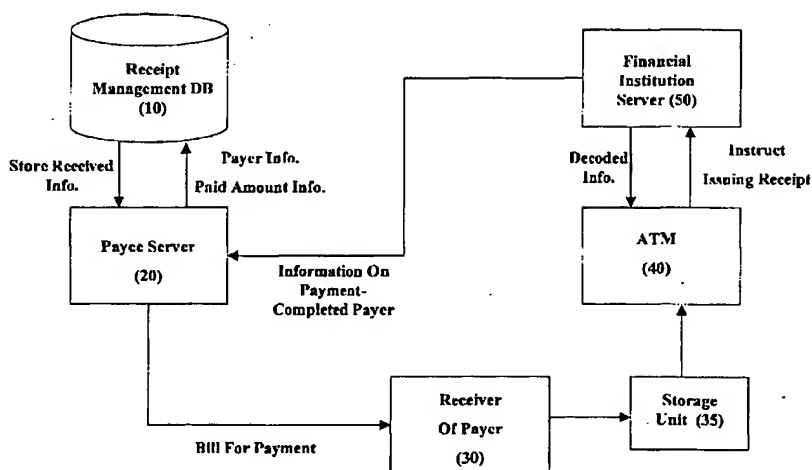 Receipt
Management DB
(10)
Financial
Institution
Server (50)
Store Received
Info.
Payer Info.
Paid Amount Info.
Decoded
Info.
Instruct
Issuing Receipt
Payee Server
(20)
Information On
Payment-
Completed Payer
ATM
(40)
Bill For Payment
Receiver
Of Payer
(30)
Storage
Unit (35)